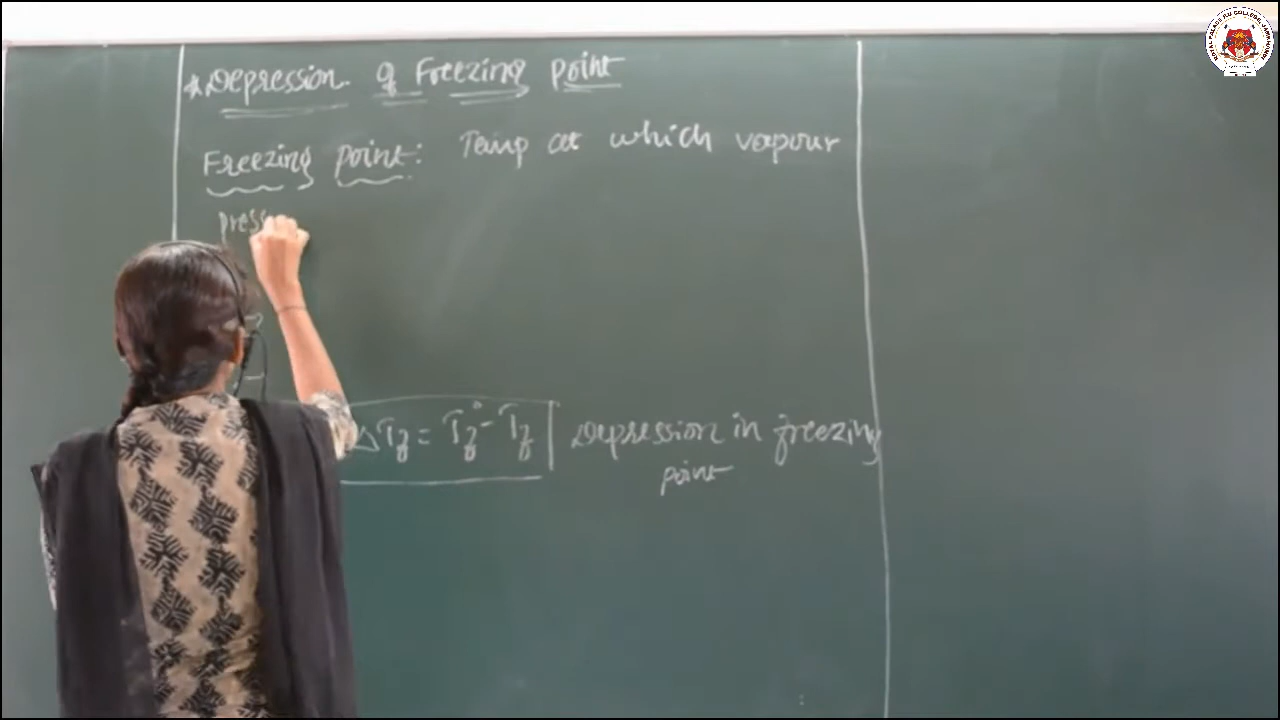 * Depression of Freezing point
Freezing point: Temp at which vapour
press
ΔTf = Tf° - Tf
Depression in freezing
point